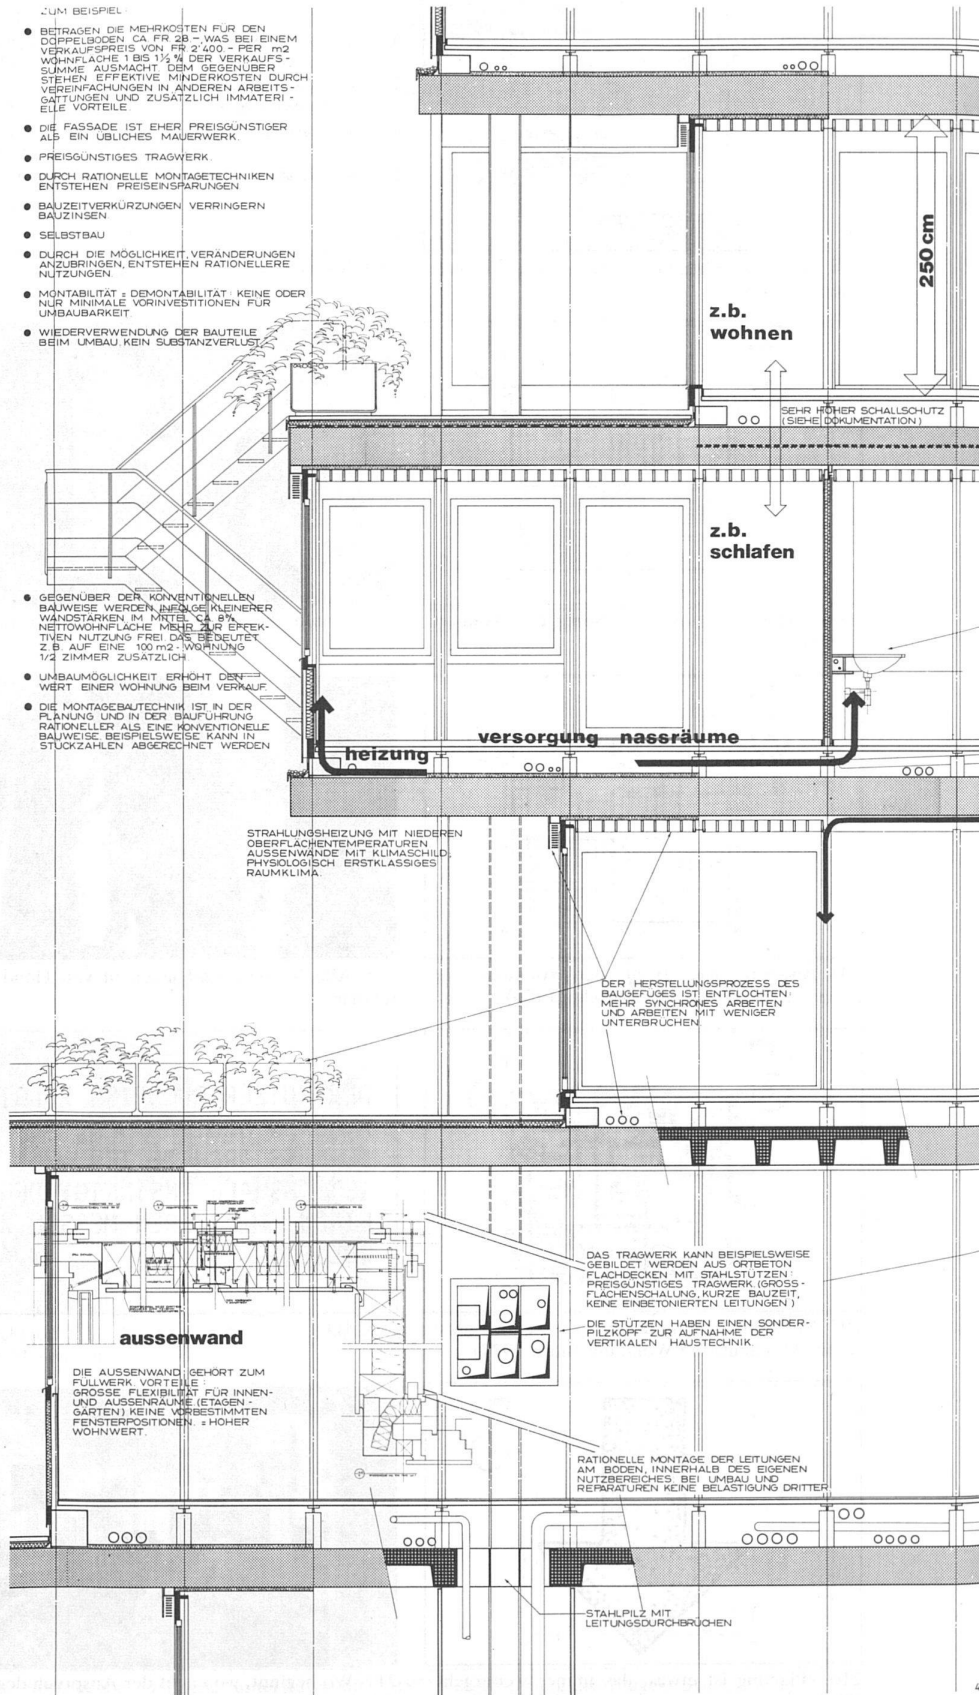 ZUM BEISPIEL:
● BETRAGEN DIE MEHRKOSTEN FÜR DEN
DOPPELBODEN CA. FR. 28.–, WAS BEI EINEM
VERKAUFSPREIS VON FR. 2'400.– PER m2
WOHNFLÄCHE 1 BIS 1½ % DER VERKAUFS-
SUMME AUSMACHT. DEM GEGENÜBER
STEHEN EFFEKTIVE MINDERKOSTEN DURCH
VEREINFACHUNGEN IN ANDEREN ARBEITS-
GATTUNGEN UND ZUSÄTZLICH IMMATERI-
ELLE VORTEILE.
● DIE FASSADE IST EHER PREISGÜNSTIGER
ALS EIN ÜBLICHES MAUERWERK.
● PREISGÜNSTIGES TRAGWERK.
● DURCH RATIONELLE MONTAGETECHNIKEN
ENTSTEHEN PREISEINSPARUNGEN
● BAUZEITVERKÜRZUNGEN VERRINGERN
BAUZINSEN
● SELBSTBAU
● DURCH DIE MÖGLICHKEIT, VERÄNDERUNGEN
ANZUBRINGEN, ENTSTEHEN RATIONELLERE
NUTZUNGEN.
● MONTABILITÄT = DEMONTABILITÄT: KEINE ODER
NUR MINIMALE VORINVESTITIONEN FÜR
UMBAUBARKEIT
● WIEDERVERWENDUNG DER BAUTEILE
BEIM UMBAU, KEIN SUBSTANZVERLUST
250 cm
z.b.
wohnen
SEHR HOHER SCHALLSCHUTZ
(SIEHE DOKUMENTATION)
z.b.
schlafen
● GEGENÜBER DER KONVENTIONELLEN
BAUWEISE WERDEN INFOLGE KLEINERER
WANDSTÄRKEN IM MITTEL CA. 8%
NETTOWOHNFLÄCHE MEHR ZUR EFFEK-
TIVEN NUTZUNG FREI. DAS BEDEUTET
Z.B. AUF EINE 100 m2-WOHNUNG
1/2 ZIMMER ZUSÄTZLICH.
● UMBAUMÖGLICHKEIT ERHÖHT DEN
WERT EINER WOHNUNG BEIM VERKAUF
● DIE MONTAGEBAUTECHNIK IST IN DER
PLANUNG UND IN DER BAUFÜHRUNG
RATIONELLER ALS EINE KONVENTIONELLE
BAUWEISE. BEISPIELSWEISE KANN IN
STÜCKZAHLEN ABGERECHNET WERDEN
heizung
versorgung nassräume
STRAHLUNGSHEIZUNG MIT NIEDEREN
OBERFLÄCHENTEMPERATUREN
AUSSENWÄNDE MIT KLIMASCHILD,
PHYSIOLOGISCH ERSTKLASSIGES
RAUMKLIMA.
DER HERSTELLUNGSPROZESS DES
BAUGEFÜGES IST ENTFLOCHTEN:
MEHR SYNCHRONES ARBEITEN
UND ARBEITEN MIT WENIGER
UNTERBRÜCHEN.
DAS TRAGWERK KANN BEISPIELSWEISE
GEBILDET WERDEN AUS ORTBETON
FLACHDECKEN MIT STAHLSTÜTZEN:
PREISGÜNSTIGES TRAGWERK. (GROSS-
FLÄCHENSCHALUNG, KURZE BAUZEIT,
KEINE EINBETONIERTEN LEITUNGEN)
DIE STÜTZEN HABEN EINEN SONDER-
PILZKOPF ZUR AUFNAHME DER
VERTIKALEN HAUSTECHNIK.
aussenwand
DIE AUSSENWAND GEHÖRT ZUM
FÜLLWERK. VORTEILE:
GROSSE FLEXIBILITÄT FÜR INNEN-
UND AUSSENRÄUME (ETAGEN-
GÄRTEN) KEINE VORBESTIMMTEN
FENSTERPOSITIONEN. = HOHER
WOHNWERT.
RATIONELLE MONTAGE DER LEITUNGEN
AM BODEN, INNERHALB DES EIGENEN
NUTZBEREICHES. BEI UMBAU UND
REPARATUREN KEINE BELÄSTIGUNG DRITTER
STAHLPILZ MIT
LEITUNGSDURCHBRÜCHEN